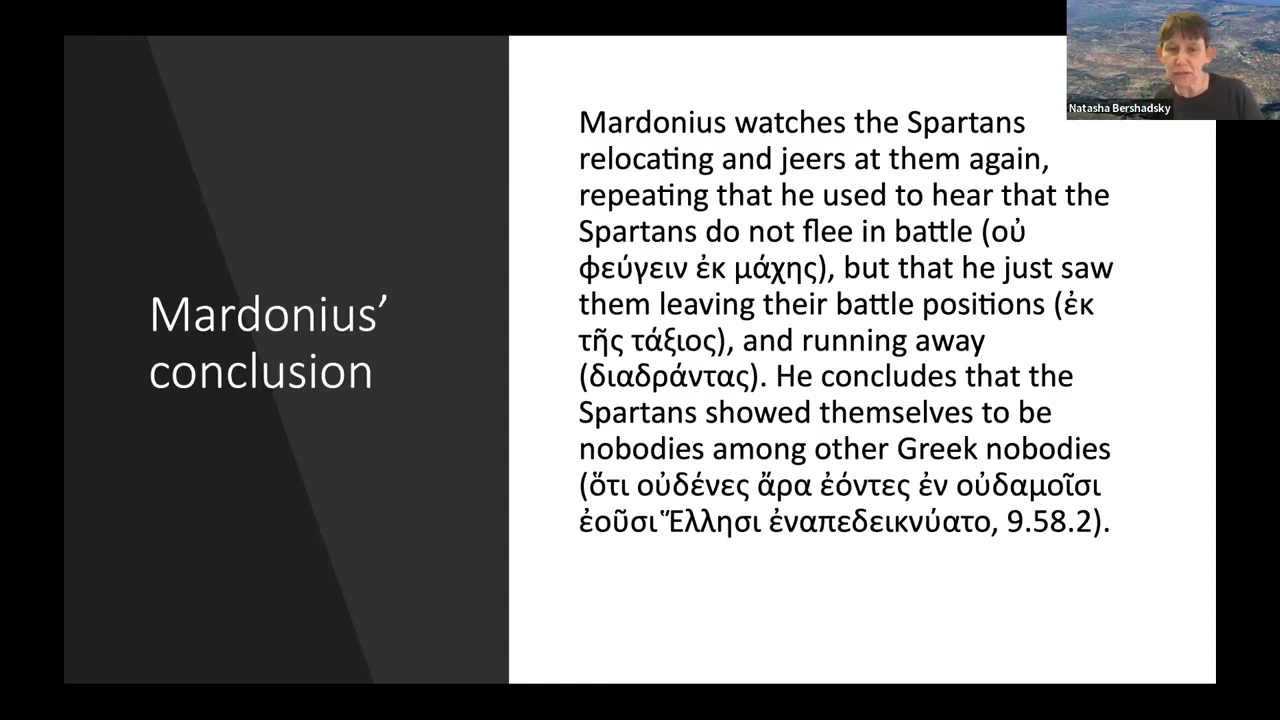 Natasha Bershadsky
Mardonius’
conclusion
Mardonius watches the Spartans
relocating and jeers at them again,
repeating that he used to hear that the
Spartans do not flee in battle (οὐ
φεύγειν ἐκ μάχης), but that he just saw
them leaving their battle positions (ἐκ
τῆς τάξιος), and running away
(διαδράντας). He concludes that the
Spartans showed themselves to be
nobodies among other Greek nobodies
(ὅτι οὐδένες ἄρα ἐόντες ἐν οὐδαμοῖσι
ἐοῦσι Ἕλλησι ἐναπεδεικνύατο, 9.58.2).